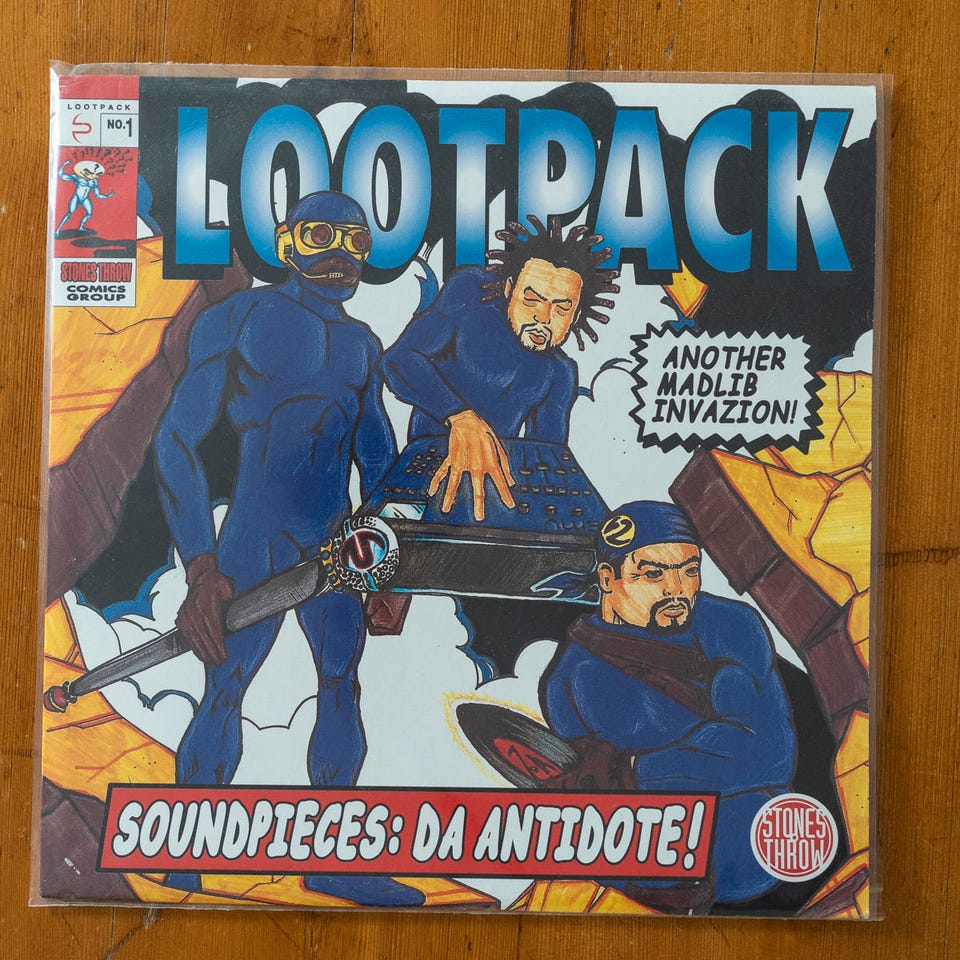 LOOTPACK
NO.1
STONES THROW
COMICS
GROUP
LOOTPACK
ANOTHER
MADLIB
INVAZION!
SOUNDPIECES: DA ANTIDOTE!
STONES
THROW